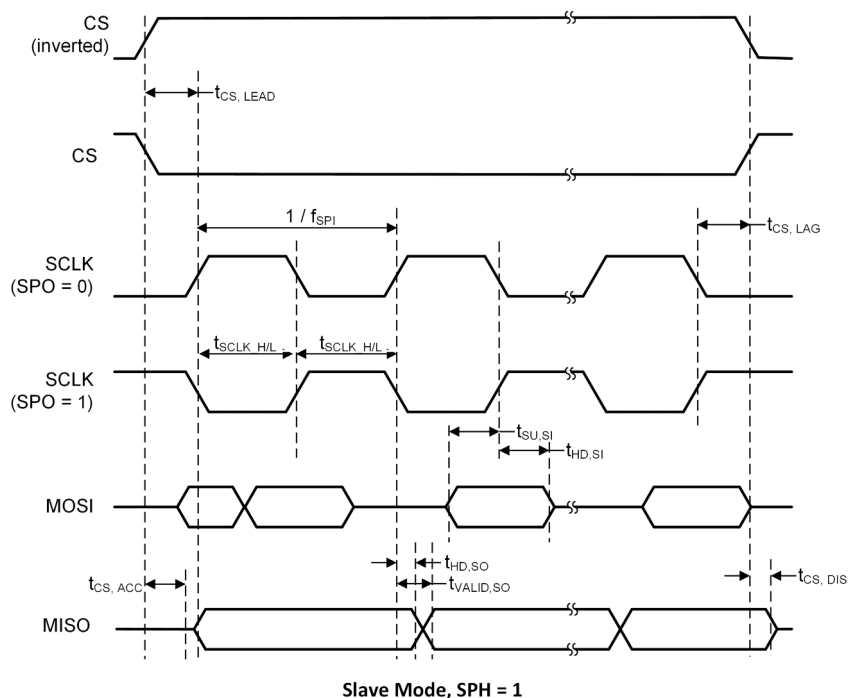 CS
(inverted)
tCS, LEAD
CS
1 / fSPI
tCS, LAG
SCLK
(SPO = 0)
tSCLK_H/L
tSCLK_H/L
SCLK
(SPO = 1)
tSU,SI
tHD,SI
MOSI
tHD,SO
tVALID,SO
tCS, ACC
tCS, DIS
MISO
Slave Mode, SPH = 1